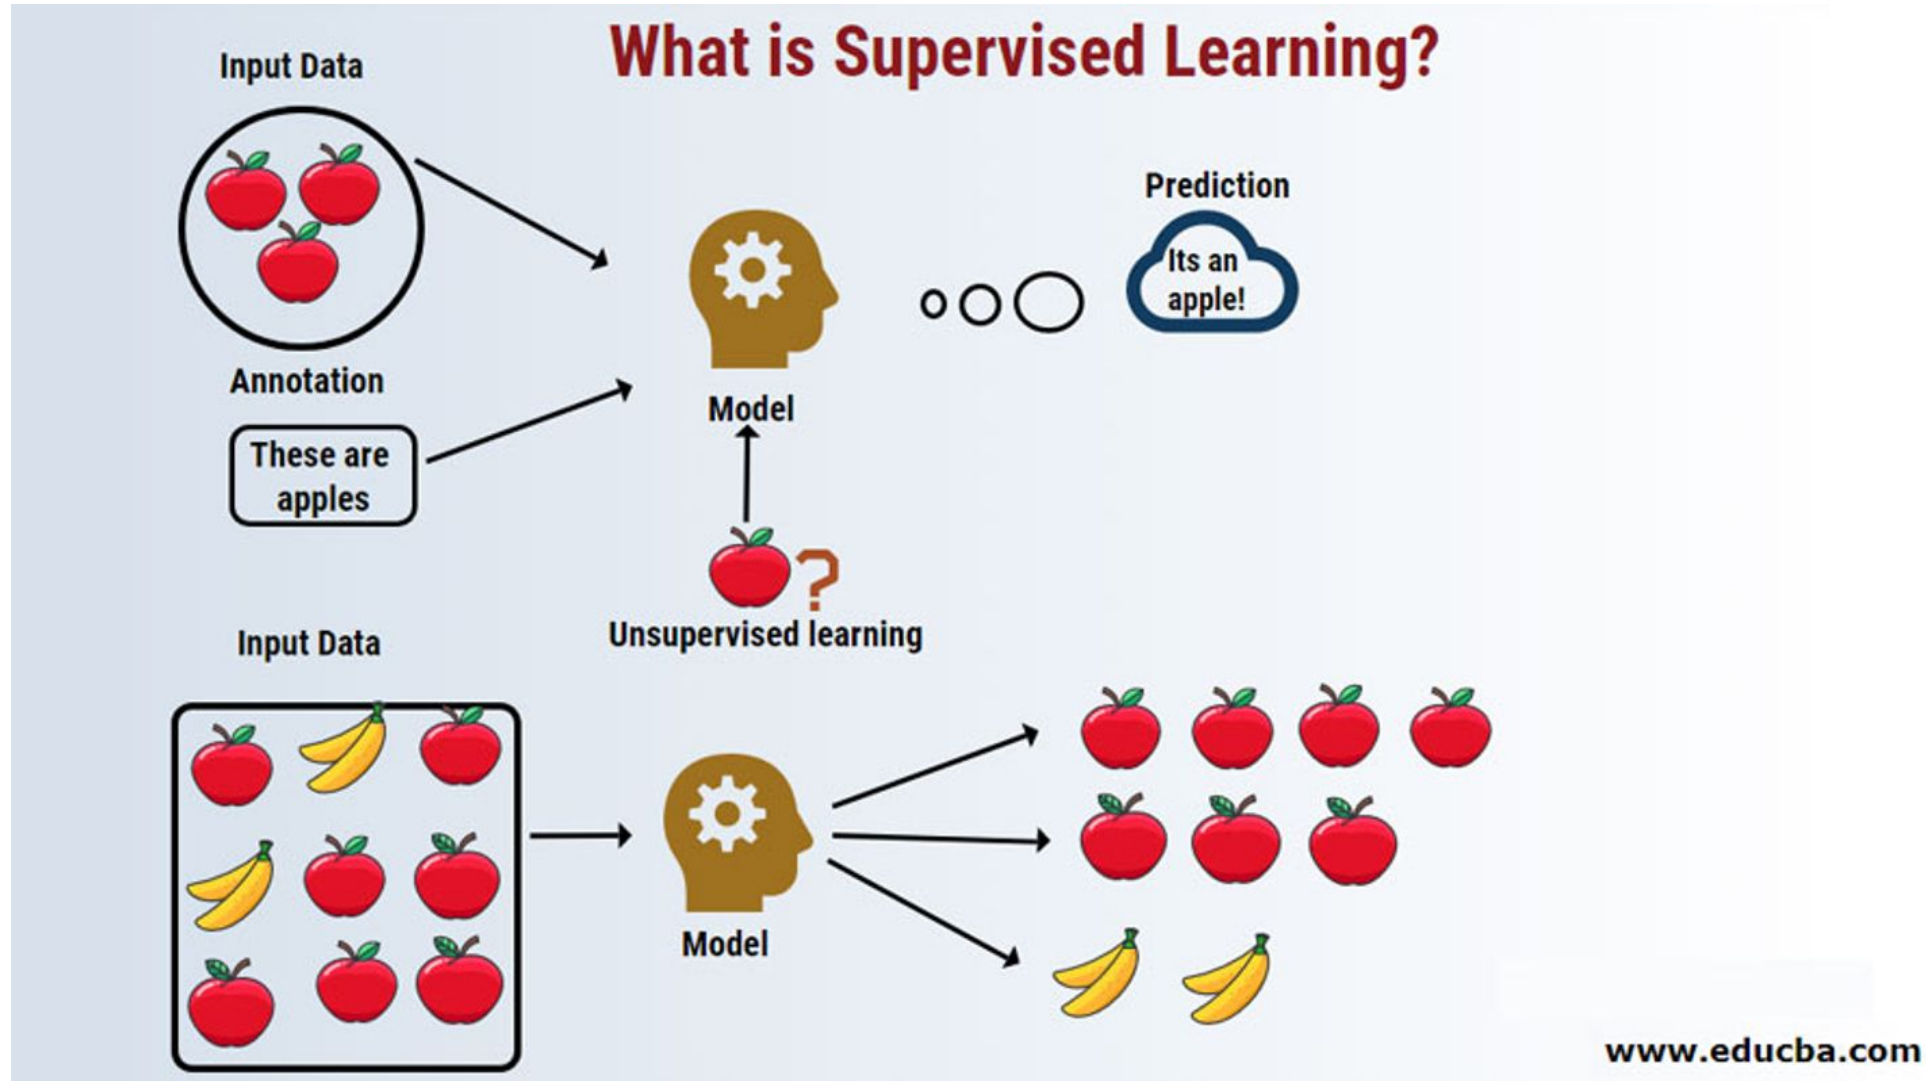 What is Supervised Learning?
Input Data
Annotation
These are
apples
Model
Prediction
Its an
apple!
?
Unsupervised learning
Input Data
Model
www.educba.com